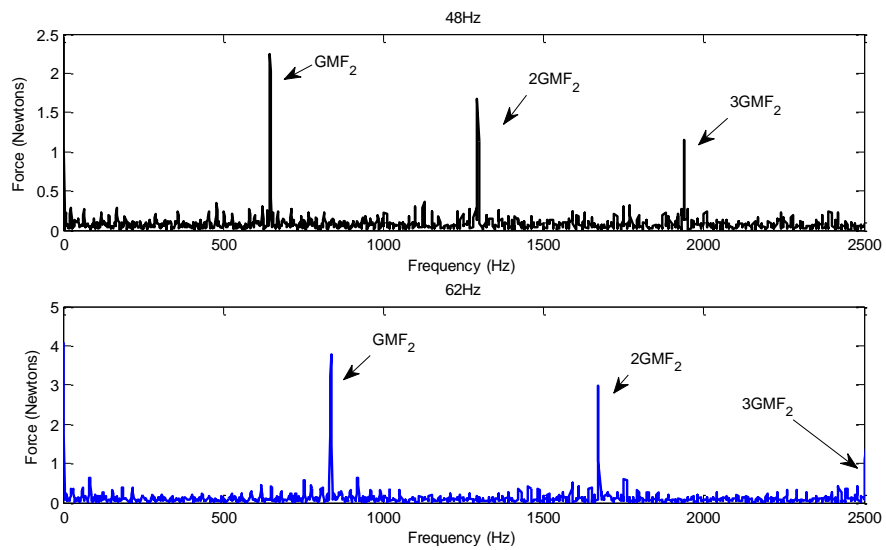 48Hz
2.5
2
1.5
1
0.5
0
Force (Newtons)
GMF2
2GMF2
3GMF2
0 500 1000 1500 2000 2500
Frequency (Hz)
62Hz
5
4
3
2
1
0
Force (Newtons)
GMF2
2GMF2
3GMF2
0 500 1000 1500 2000 2500
Frequency (Hz)